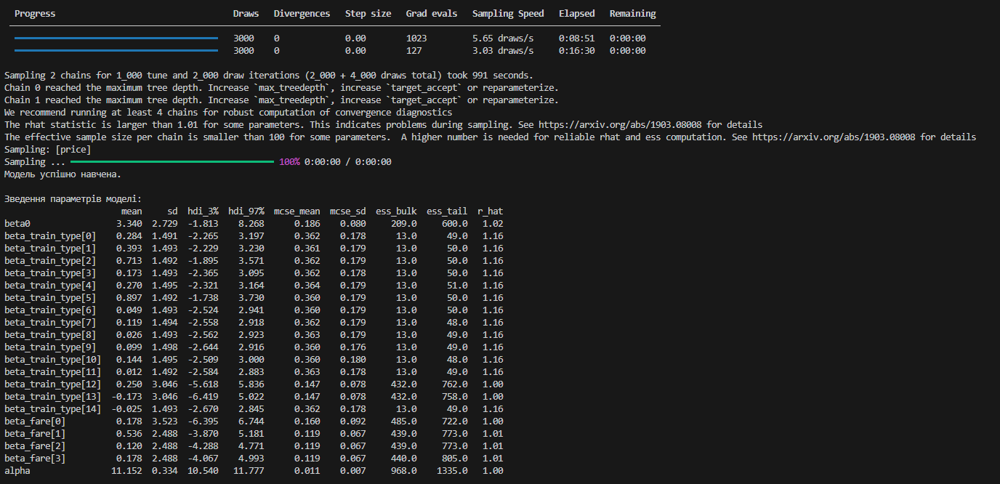 Progress Draws Divergences Step size Grad evals Sampling Speed Elapsed Remaining
3000 0 0.00 1023 5.65 draws/s 0:08:51 0:00:00
3000 0 0.00 127 3.03 draws/s 0:16:30 0:00:00
Sampling 2 chains for 1_000 tune and 2_000 draw iterations (2_000 + 4_000 draws total) took 991 seconds.
Chain 0 reached the maximum tree depth. Increase `max_treedepth`, increase `target_accept` or reparameterize.
Chain 1 reached the maximum tree depth. Increase `max_treedepth`, increase `target_accept` or reparameterize.
We recommend running at least 4 chains for robust computation of convergence diagnostics
The rhat statistic is larger than 1.01 for some parameters. This indicates problems during sampling. See https://arxiv.org/abs/1903.08008 for details
The effective sample size per chain is smaller than 100 for some parameters.  A higher number is needed for reliable rhat and ess computation. See https://arxiv.org/abs/1903.08008 for details
Sampling: [price]
Sampling ... 100% 0:00:00 / 0:00:00
Модель успішно навчена.
Зведення параметрів моделі:
mean sd hdi_3% hdi_97% mcse_mean mcse_sd ess_bulk ess_tail r_hat
beta0 3.340 2.729 -1.813 8.268 0.186 0.080 209.0 600.0 1.02
beta_train_type[0] 0.284 1.491 -2.265 3.197 0.362 0.178 13.0 49.0 1.16
beta_train_type[1] 0.393 1.493 -2.229 3.230 0.361 0.179 13.0 50.0 1.16
beta_train_type[2] 0.713 1.492 -1.895 3.571 0.362 0.179 13.0 50.0 1.16
beta_train_type[3] 0.173 1.493 -2.365 3.095 0.362 0.178 13.0 50.0 1.16
beta_train_type[4] 0.270 1.495 -2.321 3.164 0.364 0.179 13.0 51.0 1.16
beta_train_type[5] 0.897 1.492 -1.738 3.730 0.360 0.179 13.0 50.0 1.16
beta_train_type[6] 0.049 1.493 -2.524 2.941 0.360 0.179 13.0 50.0 1.16
beta_train_type[7] 0.119 1.494 -2.558 2.918 0.362 0.179 13.0 48.0 1.16
beta_train_type[8] 0.026 1.493 -2.562 2.923 0.363 0.179 13.0 49.0 1.16
beta_train_type[9] 0.099 1.498 -2.644 2.916 0.360 0.176 13.0 49.0 1.16
beta_train_type[10] 0.144 1.495 -2.509 3.000 0.360 0.180 13.0 48.0 1.16
beta_train_type[11] 0.012 1.492 -2.584 2.883 0.363 0.178 13.0 49.0 1.16
beta_train_type[12] 0.250 3.046 -5.618 5.836 0.147 0.078 432.0 762.0 1.00
beta_train_type[13] -0.173 3.046 -6.419 5.022 0.147 0.078 432.0 758.0 1.00
beta_train_type[14] -0.025 1.493 -2.670 2.845 0.362 0.178 13.0 49.0 1.16
beta_fare[0] 0.178 3.523 -6.395 6.744 0.160 0.092 485.0 722.0 1.00
beta_fare[1] 0.536 2.488 -3.870 5.181 0.119 0.067 439.0 773.0 1.01
beta_fare[2] 0.120 2.488 -4.288 4.771 0.119 0.067 439.0 773.0 1.01
beta_fare[3] 0.178 2.488 -4.067 4.993 0.119 0.067 440.0 805.0 1.01
alpha 11.152 0.334 10.540 11.777 0.011 0.007 968.0 1335.0 1.00